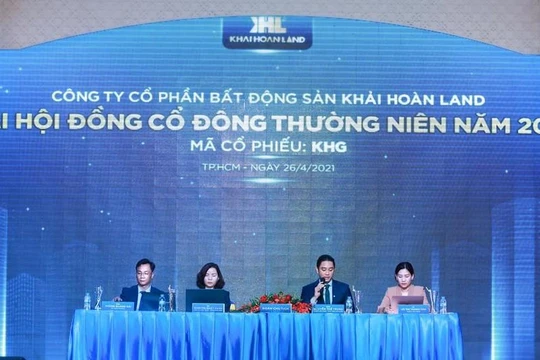 KHL
KHAI HOAN LAND
CÔNG TY CỔ PHẦN BẤT ĐỘNG SẢN KHẢI HOÀN LAND
I HỘI ĐỒNG CỔ ĐÔNG THƯỜNG NIÊN NĂM 20
MÃ CỔ PHIẾU: KHG
TP.HCM - NGÀY 26/4/2021